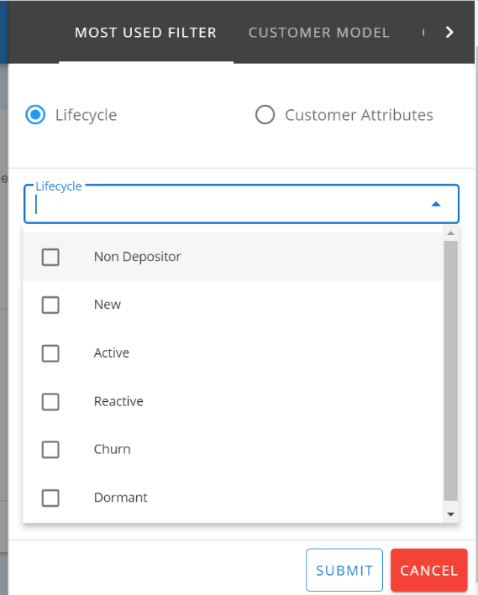 MOST USED FILTER CUSTOMER MODEL
Lifecycle Customer Attributes
Lifecycle
Non Depositor
New
Active
Reactive
Churn
Dormant
SUBMIT CANCEL